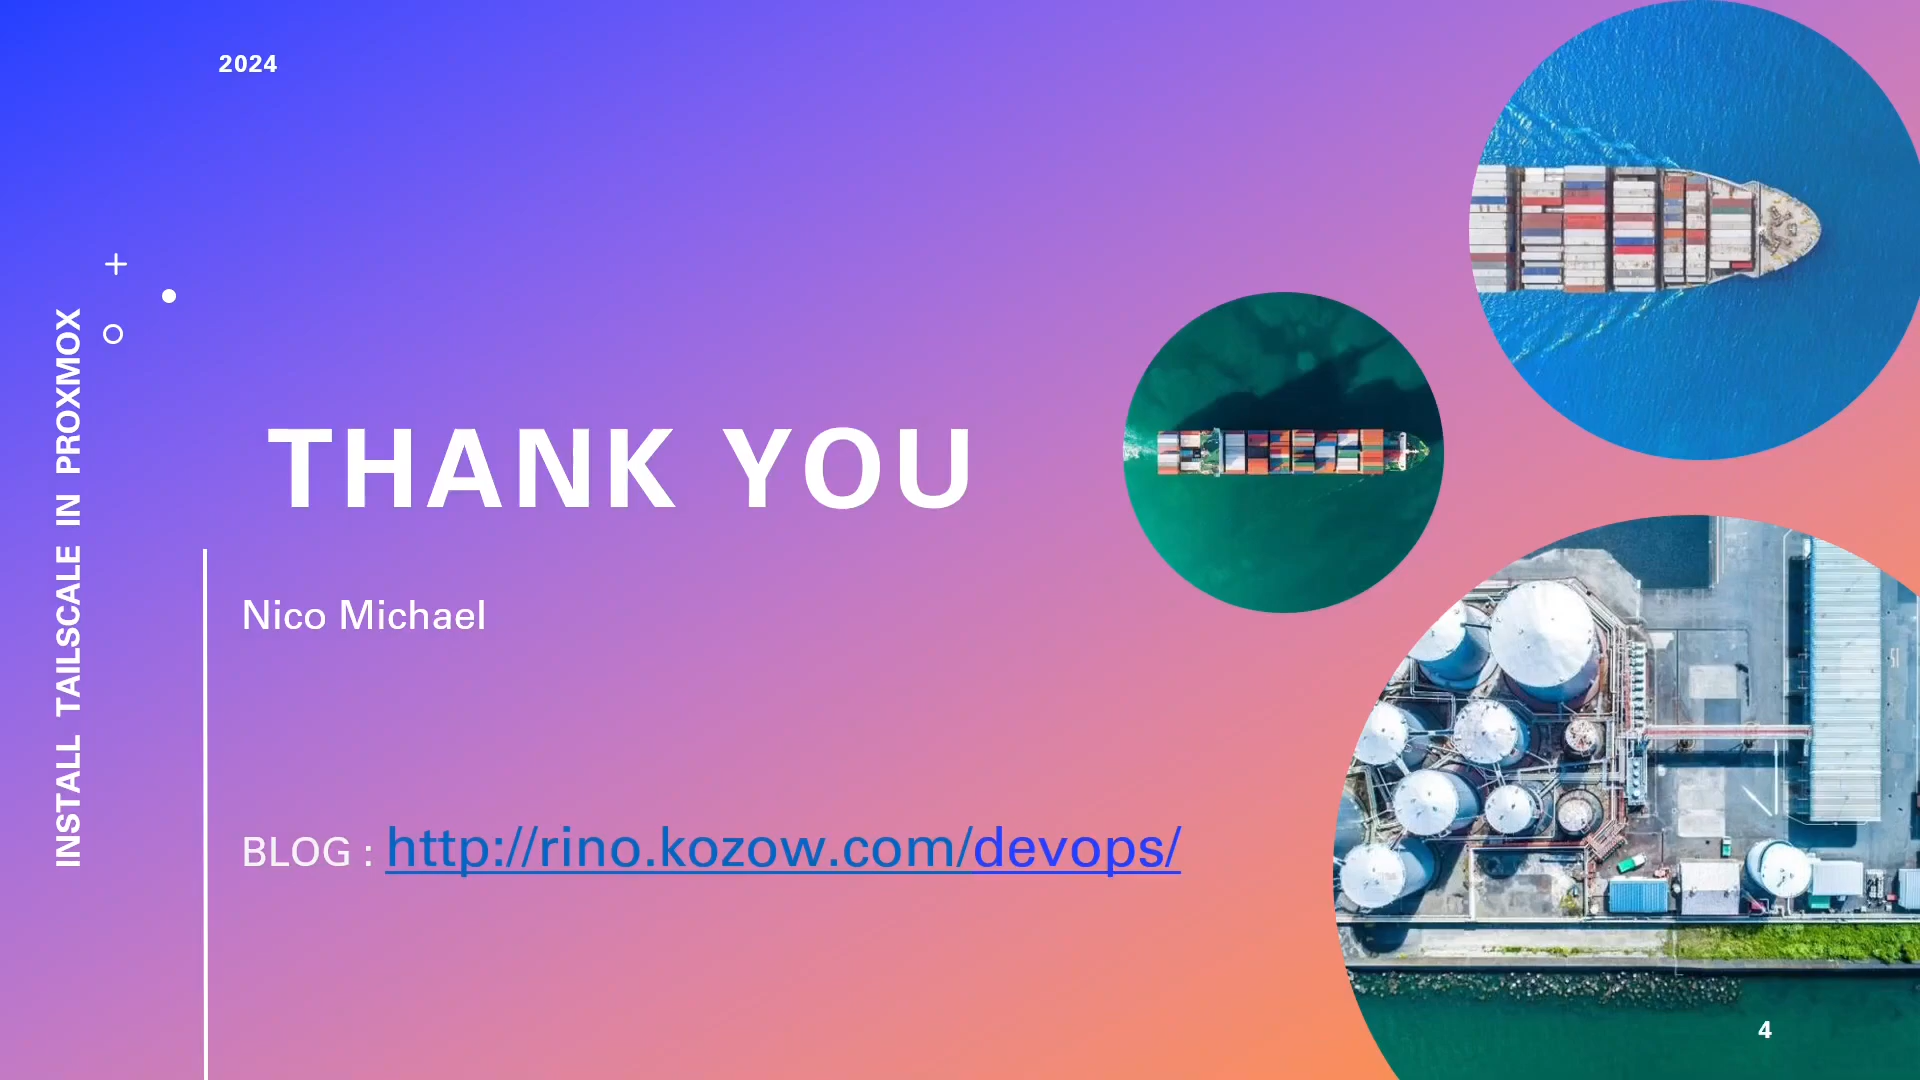 2024
INSTALL TAILSCALE IN PROXMOX
THANK YOU
Nico Michael
BLOG : http://rino.kozow.com/devops/
4